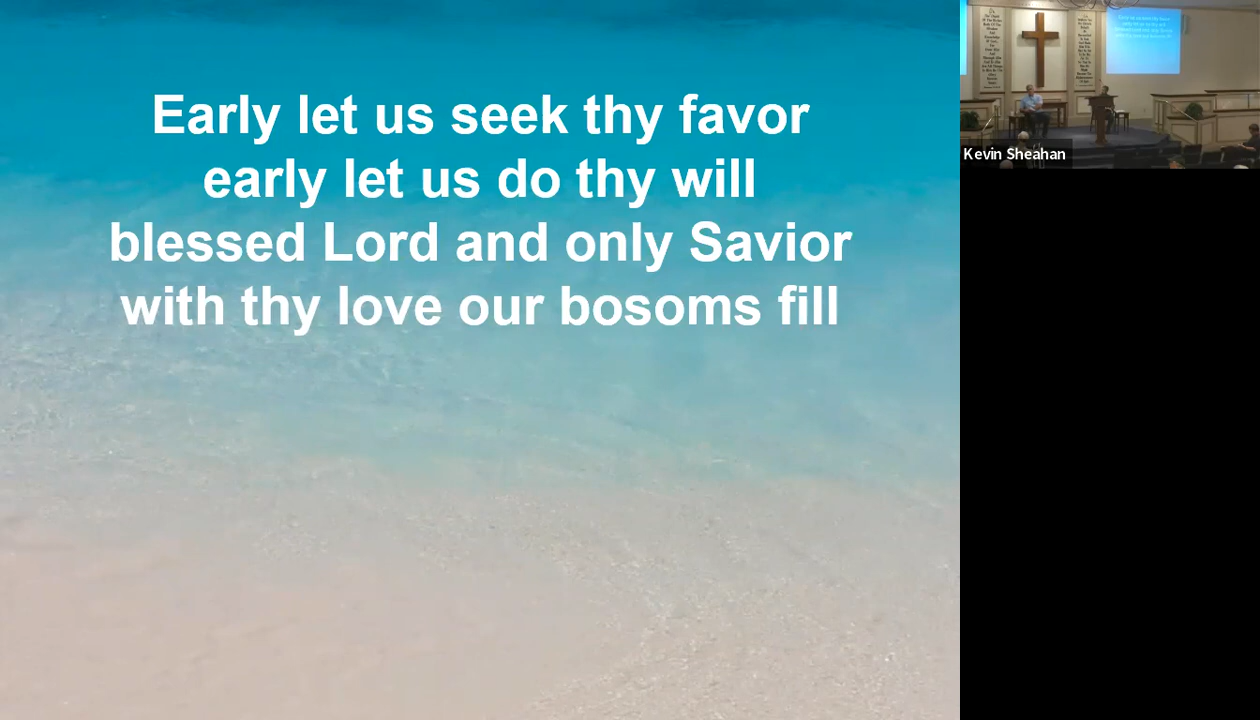 Early let us seek thy favor
early let us do thy will
blessed Lord and only Savior
with thy love our bosoms fill
Kevin Sheahan